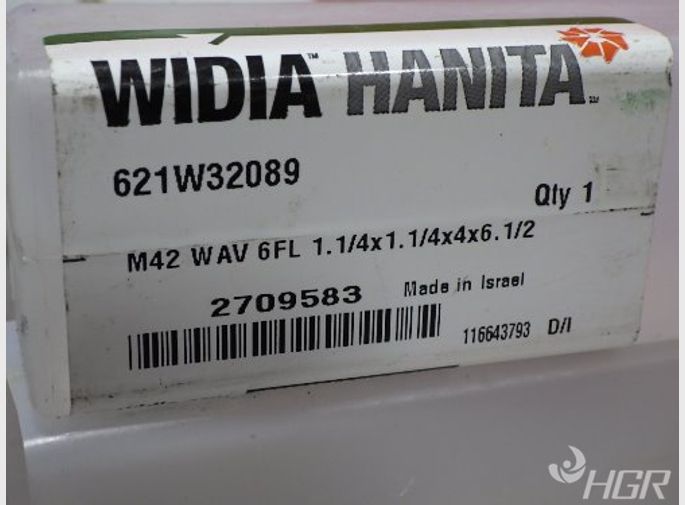 WIDIA™ HANITA℠
621W32089
Qty 1
M42 WAV 6FL 1.1/4x1.1/4x4x6.1/2
2709583 Made in Israel
116643793 D/I
HGR